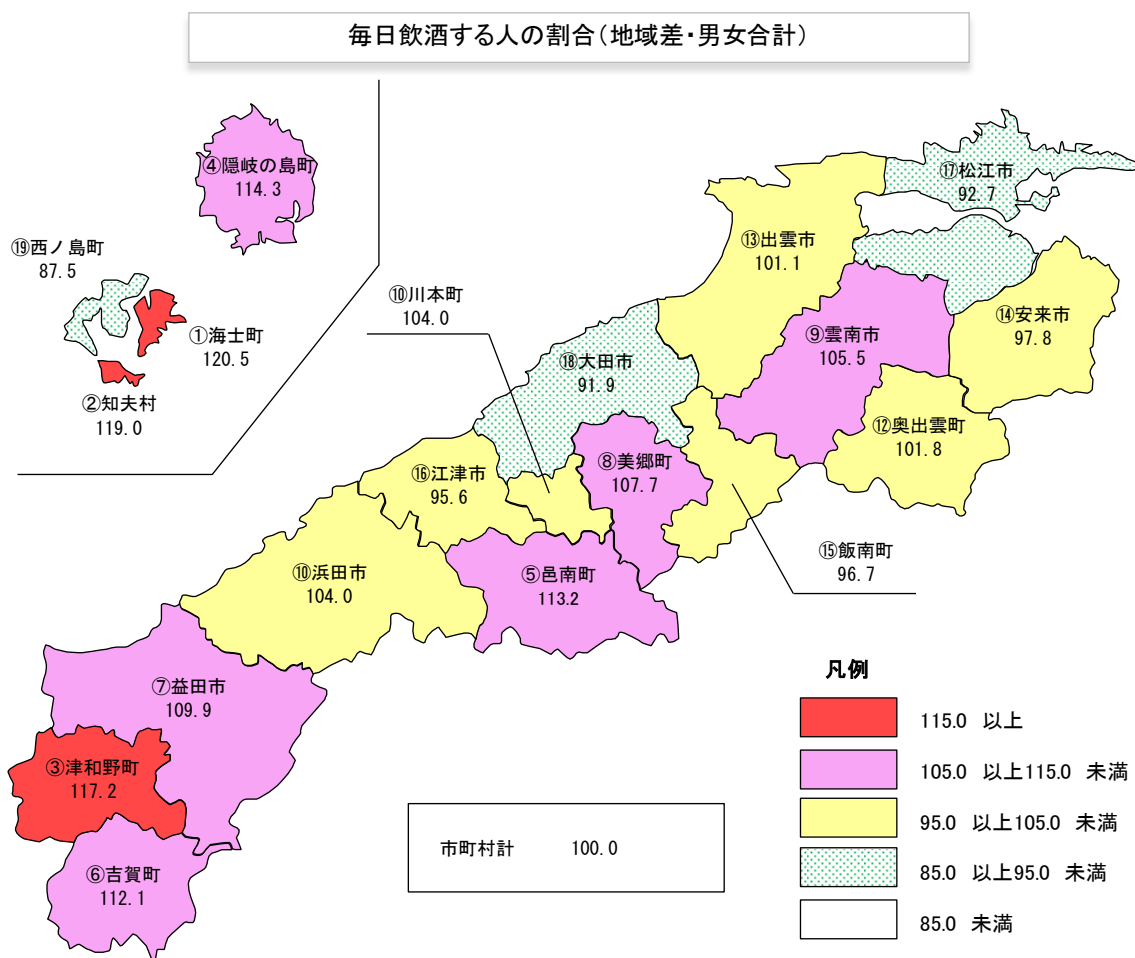 毎日飲酒する人の割合(地域差・男女合計)
④隠岐の島町
114.3
⑲西ノ島町
87.5
①海士町
120.5
②知夫村
119.0
⑰松江市
92.7
⑬出雲市
101.1
⑩川本町
104.0
⑭安来市
97.8
⑨雲南市
105.5
⑱大田市
91.9
⑫奥出雲町
101.8
⑧美郷町
107.7
⑯江津市
95.6
⑮飯南町
96.7
⑩浜田市
104.0
⑤邑南町
113.2
⑦益田市
109.9
③津和野町
117.2
⑥吉賀町
112.1
市町村計 100.0
凡例
115.0 以上
105.0 以上115.0 未満
95.0 以上105.0 未満
85.0 以上95.0 未満
85.0 未満